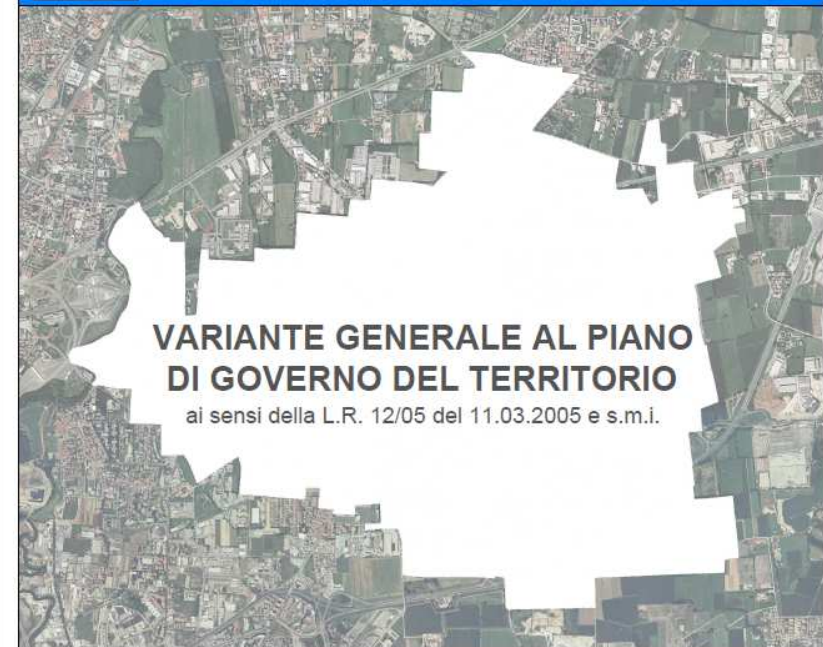 VARIANTE GENERALE AL PIANO
DI GOVERNO DEL TERRITORIO
ai sensi della L.R. 12/05 del 11.03.2005 e s.m.i.